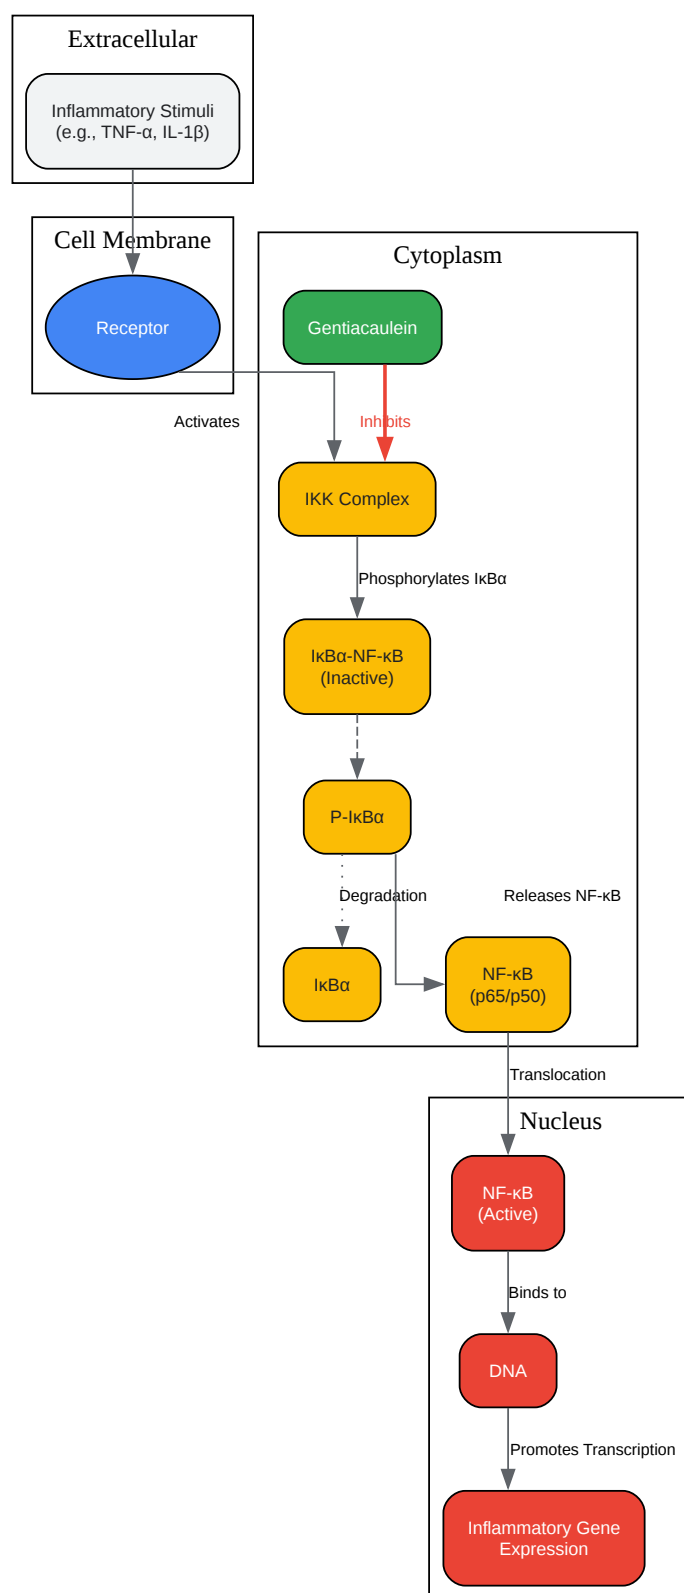 Extracellular
Inflammatory Stimuli
(e.g., TNF-α, IL-1β)
Cell Membrane
Receptor
Cytoplasm
Gentiacaulein
Activates
Inhibits
IKK Complex
Phosphorylates IκBα
IκBα-NF-κB
(Inactive)
P-IκBα
Degradation
Releases NF-κB
IκBα
NF-κB
(p65/p50)
Translocation
Nucleus
NF-κB
(Active)
Binds to
DNA
Promotes Transcription
Inflammatory Gene
Expression